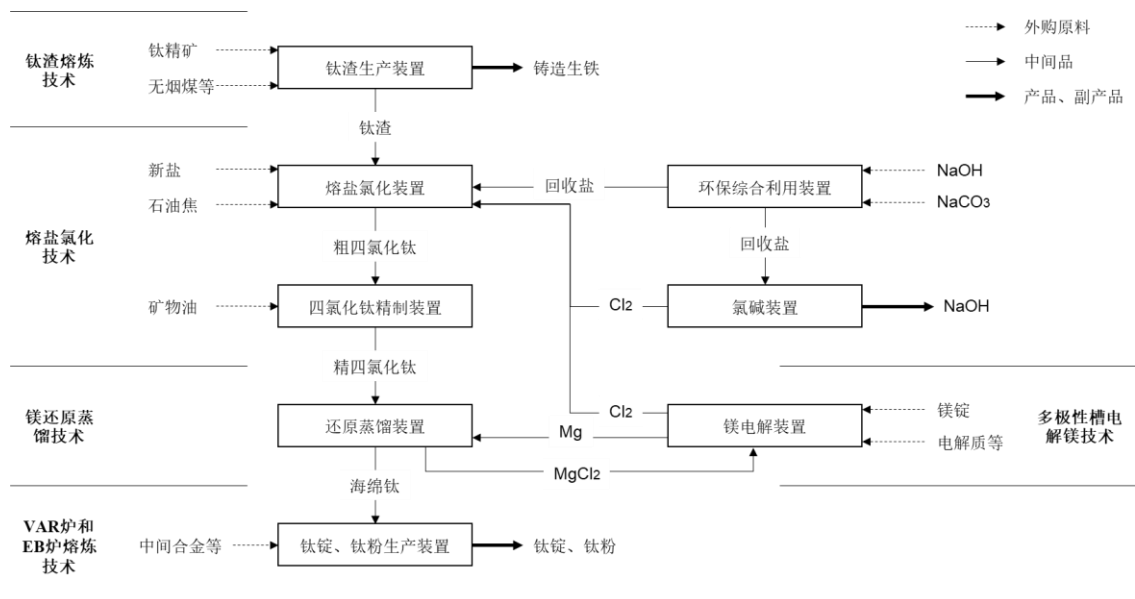 外购原料
中间品
产品、副产品
钛渣熔炼
技术
钛精矿
无烟煤等
钛渣生产装置
铸造生铁
钛渣
熔盐氯化
技术
新盐
石油焦
熔盐氯化装置
回收盐
环保综合利用装置
NaOH
NaCO3
粗四氯化钛
回收盐
矿物油
四氯化钛精制装置
Cl2
氯碱装置
NaOH
精四氯化钛
镁还原蒸
馏技术
还原蒸馏装置
Cl2
Mg
MgCl2
镁电解装置
镁锭
电解质等
多极性槽电
解镁技术
海绵钛
VAR炉和
EB炉熔炼
技术
中间合金等
钛锭、钛粉生产装置
钛锭、钛粉